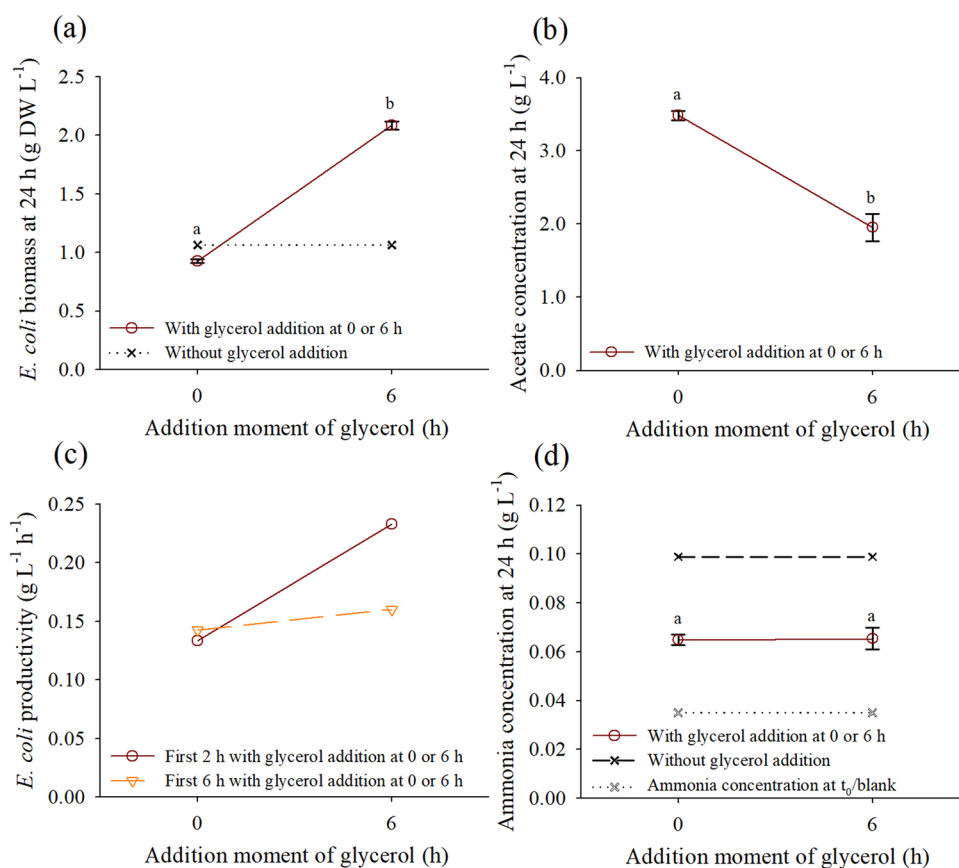 (a)
E. coli biomass at 24 h (g DW L⁻¹)
2.5
2.0
1.5
1.0
0.5
0.0
a
b
With glycerol addition at 0 or 6 h
Without glycerol addition
0
6
Addition moment of glycerol (h)
(b)
Acetate concentration at 24 h (g L⁻¹)
4.0
3.0
2.0
1.0
0.0
a
b
With glycerol addition at 0 or 6 h
0
6
Addition moment of glycerol (h)
(c)
E. coli productivity (g L⁻¹ h⁻¹)
0.25
0.20
0.15
0.10
0.05
0.00
First 2 h with glycerol addition at 0 or 6 h
First 6 h with glycerol addition at 0 or 6 h
0
6
Addition moment of glycerol (h)
(d)
Ammonia concentration at 24 h (g L⁻¹)
0.12
0.10
0.08
0.06
0.04
0.02
0.00
a
a
With glycerol addition at 0 or 6 h
Without glycerol addition
Ammonia concentration at t₀/blank
0
6
Addition moment of glycerol (h)